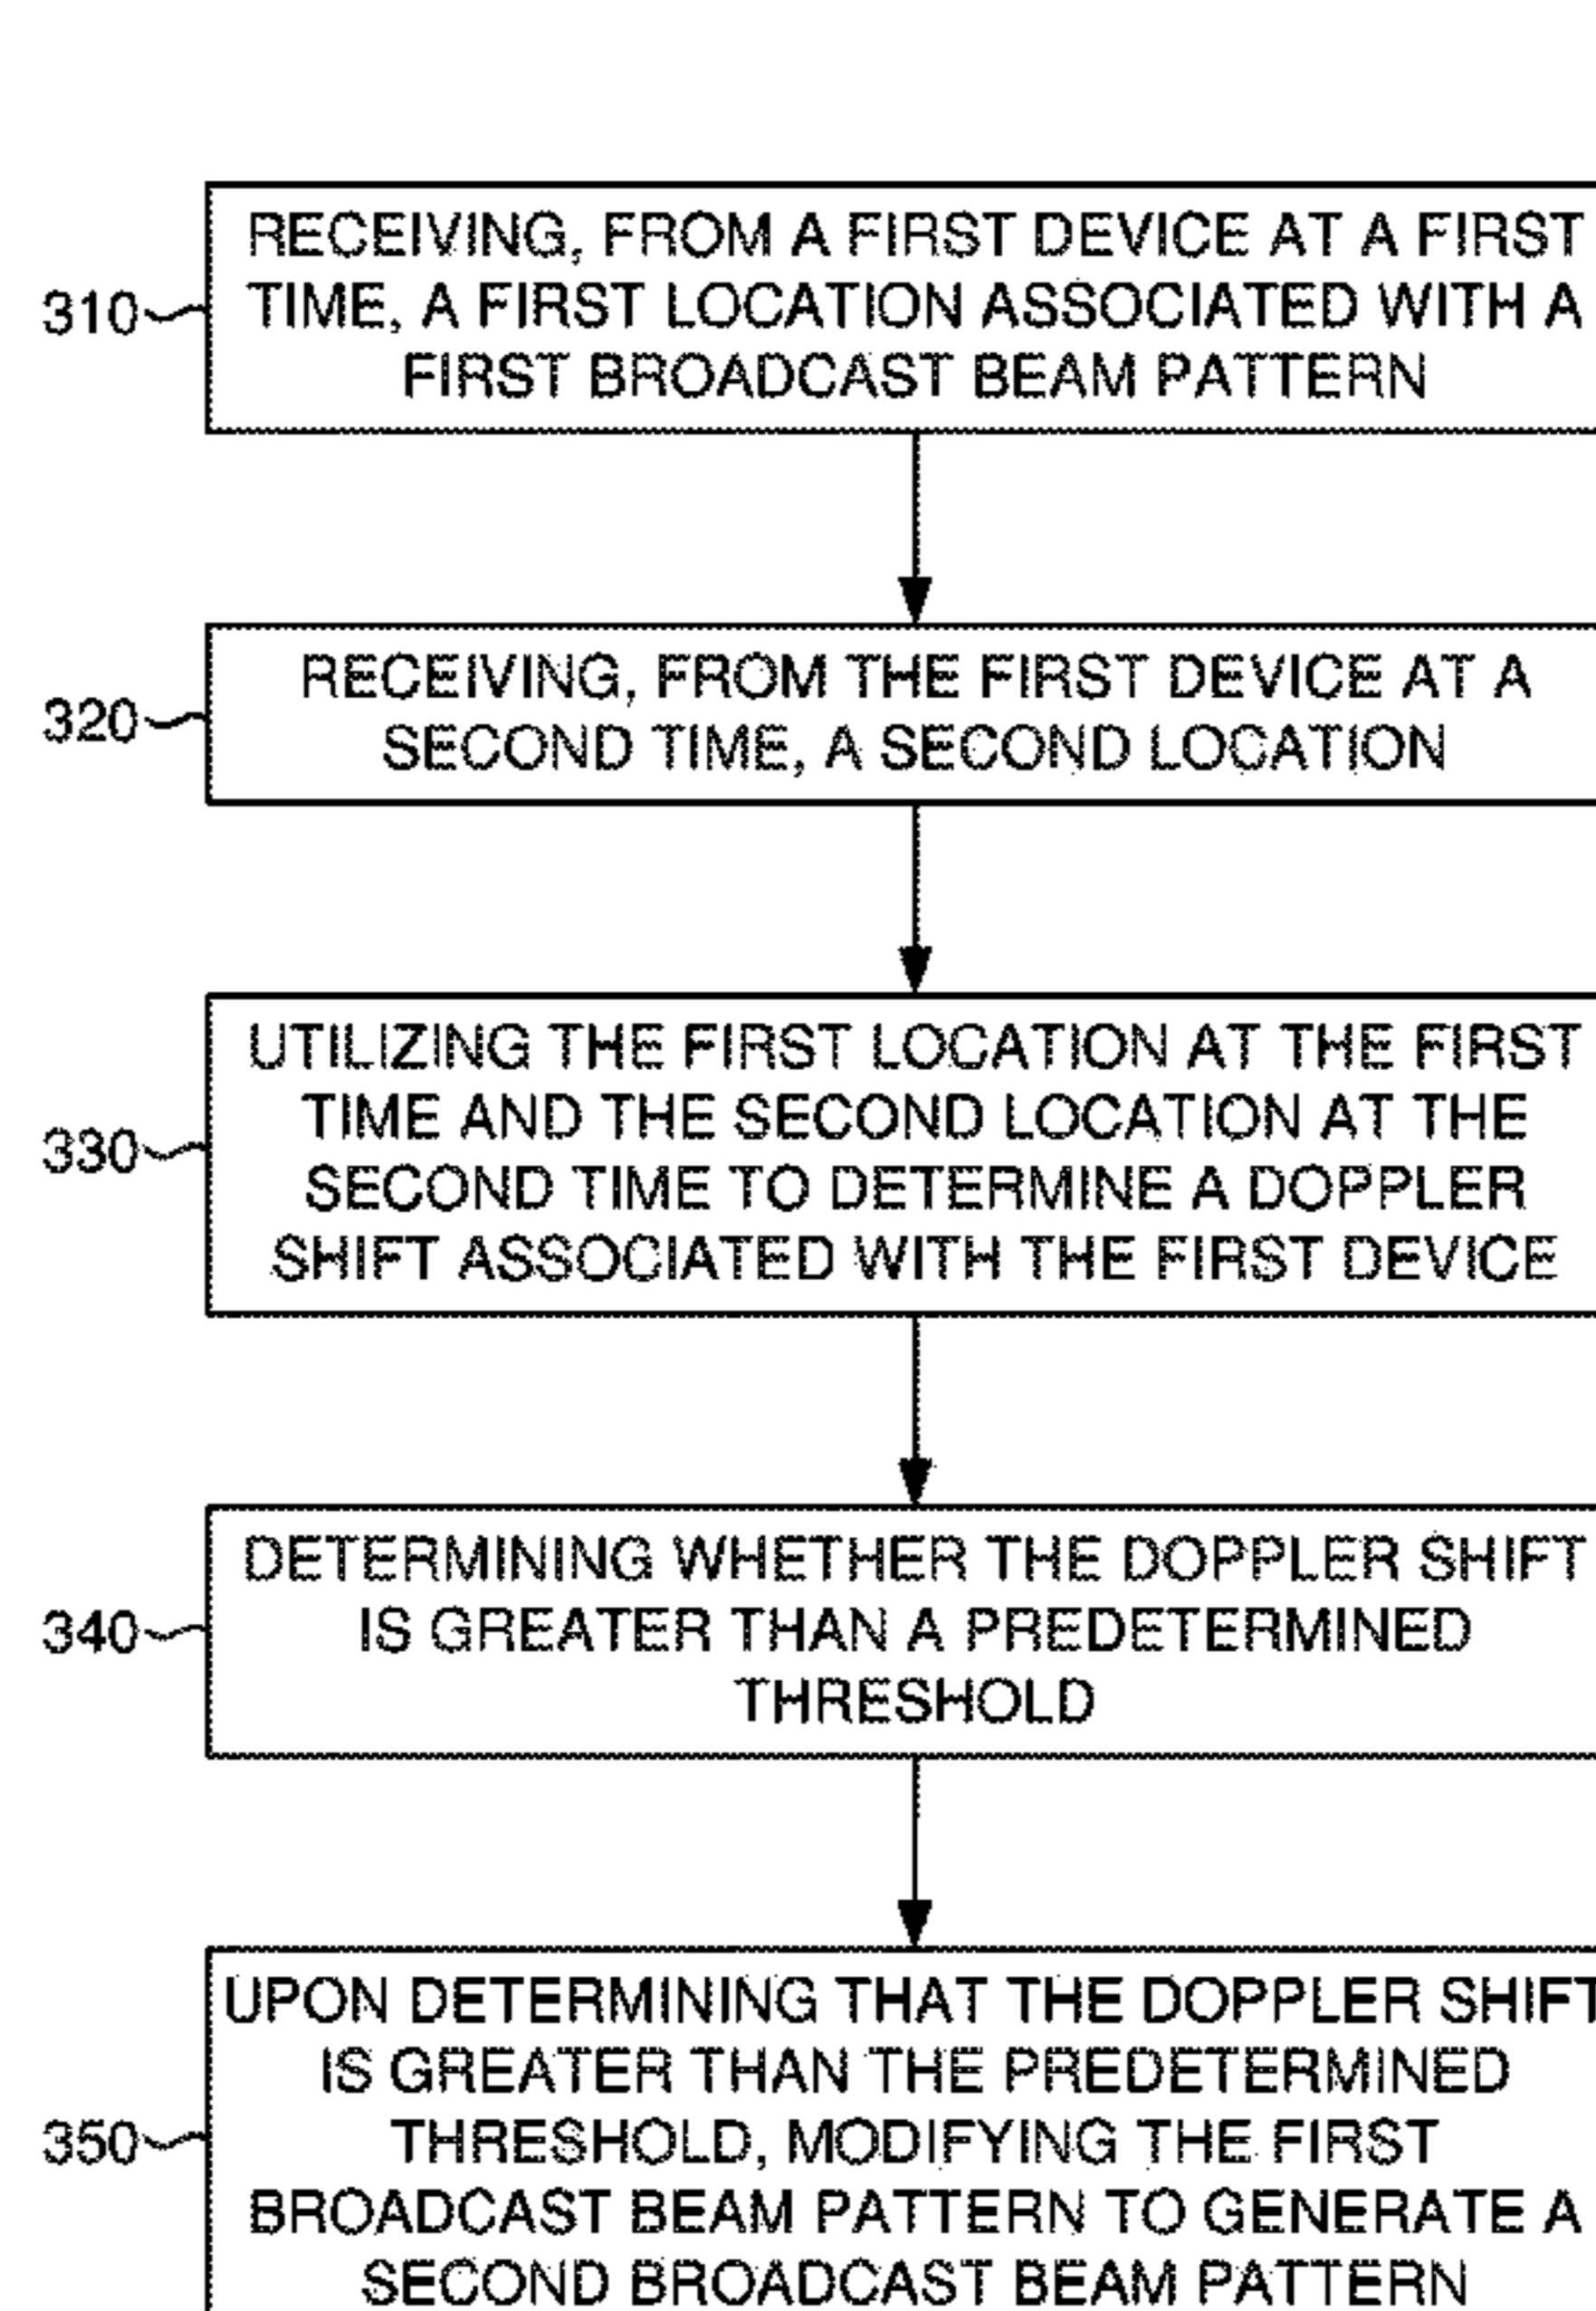 RECEIVING, FROM A FIRST DEVICE AT A FIRST
TIME, A FIRST LOCATION ASSOCIATED WITH A
FIRST BROADCAST BEAM PATTERN
310
RECEIVING, FROM THE FIRST DEVICE AT A
SECOND TIME, A SECOND LOCATION
320
UTILIZING THE FIRST LOCATION AT THE FIRST
TIME AND THE SECOND LOCATION AT THE
SECOND TIME TO DETERMINE A DOPPLER
SHIFT ASSOCIATED WITH THE FIRST DEVICE
330
DETERMINING WHETHER THE DOPPLER SHIFT
IS GREATER THAN A PREDETERMINED
THRESHOLD
340
UPON DETERMINING THAT THE DOPPLER SHIFT
IS GREATER THAN THE PREDETERMINED
THRESHOLD, MODIFYING THE FIRST
BROADCAST BEAM PATTERN TO GENERATE A
SECOND BROADCAST BEAM PATTERN
350